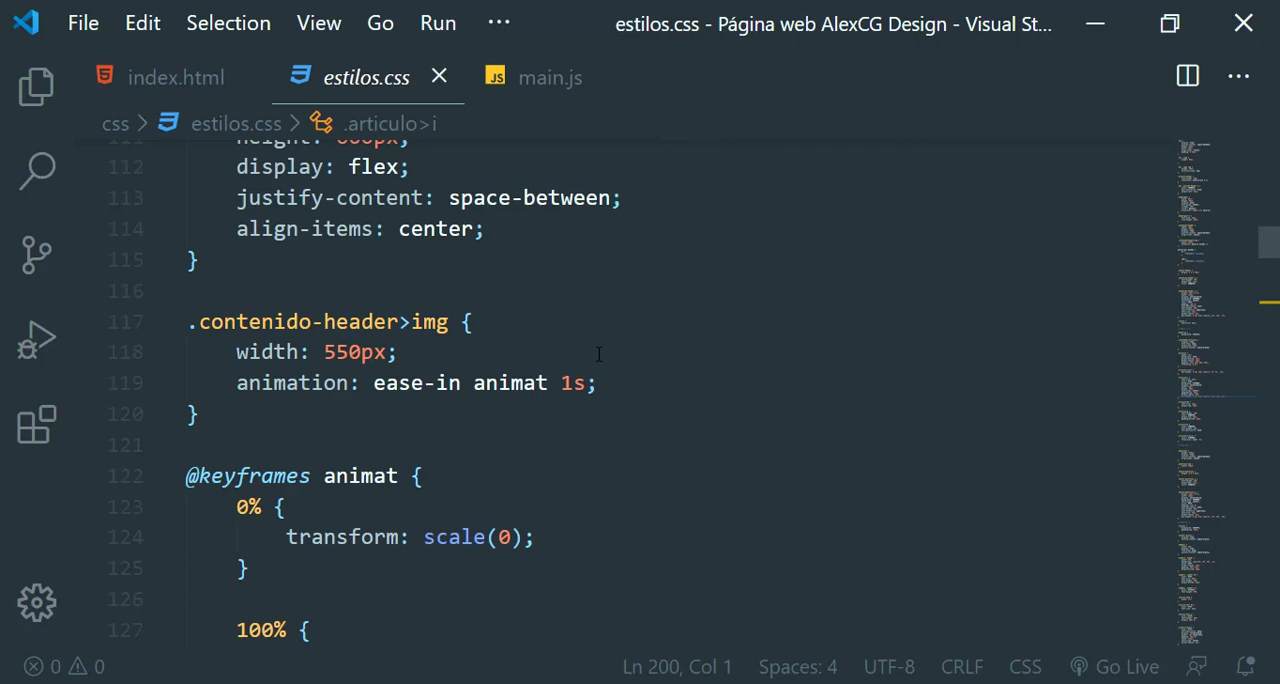 File Edit Selection View Go Run ··· estilos.css - Página web AlexCG Design - Visual St...
index.html estilos.css JS main.js
css > estilos.css > .articulo>i
111 height: 600px;
112 display: flex;
113 justify-content: space-between;
114 align-items: center;
115 }
116
117 .contenido-header>img {
118 width: 550px;
119 animation: ease-in animat 1s;
120 }
121
122 @keyframes animat {
123 0% {
124 transform: scale(0);
125 }
126
127 100% {
0 0 Ln 200, Col 1 Spaces: 4 UTF-8 CRLF CSS Go Live